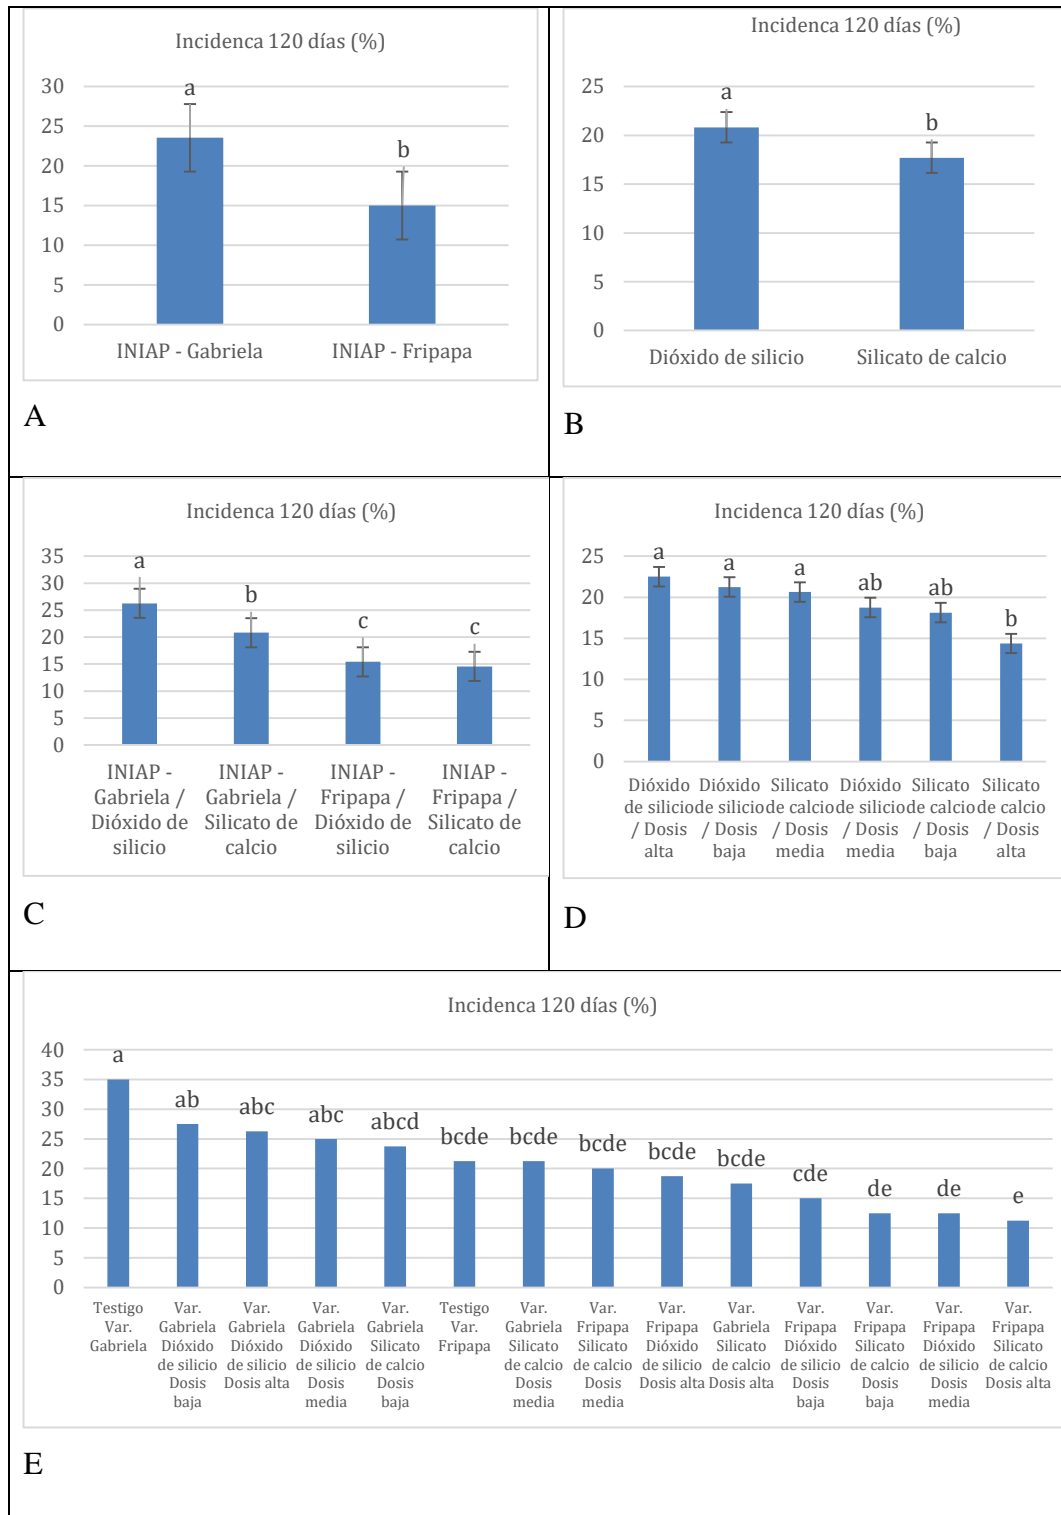 Incidenca 120 días (%)
30
25
20
15
10
5
0
a
b
INIAP - Gabriela
INIAP - Fripapa
A
Incidenca 120 días (%)
25
20
15
10
5
0
a
b
Dióxido de silicio
Silicato de calcio
B
Incidenca 120 días (%)
35
30
25
20
15
10
5
0
a
b
c
c
INIAP -
Gabriela /
Dióxido de
silicio
INIAP -
Gabriela /
Silicato de
calcio
INIAP -
Fripapa /
Dióxido de
silicio
INIAP -
Fripapa /
Silicato de
calcio
C
Incidenca 120 días (%)
25
20
15
10
5
0
a
a
a
ab
ab
b
Dióxido
de silicio
/ Dosis
alta
Dióxido
de silicio
/ Dosis
baja
Silicato
de calcio
/ Dosis
media
Dióxido
de silicio
/ Dosis
media
Silicato
de calcio
/ Dosis
baja
Silicato
de calcio
/ Dosis
alta
D
Incidenca 120 días (%)
40
35
30
25
20
15
10
5
0
a
ab
abc
abc
abcd
bcde
bcde
bcde
bcde
bcde
cde
de
de
e
Testigo
Var.
Gabriela
Var.
Gabriela
Dióxido
de silicio
Dosis
baja
Var.
Gabriela
Dióxido
de silicio
Dosis alta
Var.
Gabriela
Dióxido
de silicio
Dosis
media
Var.
Gabriela
Silicato
de calcio
Dosis
baja
Testigo
Var.
Fripapa
Var.
Gabriela
Silicato
de calcio
Dosis
media
Var.
Fripapa
Silicato
de calcio
Dosis
media
Var.
Fripapa
Dióxido
de silicio
Dosis alta
Var.
Gabriela
Silicato
de calcio
Dosis alta
Var.
Fripapa
Dióxido
de silicio
Dosis
baja
Var.
Fripapa
Silicato
de calcio
Dosis
baja
Var.
Fripapa
Dióxido
de silicio
Dosis
media
Var.
Fripapa
Silicato
de calcio
Dosis alta
E